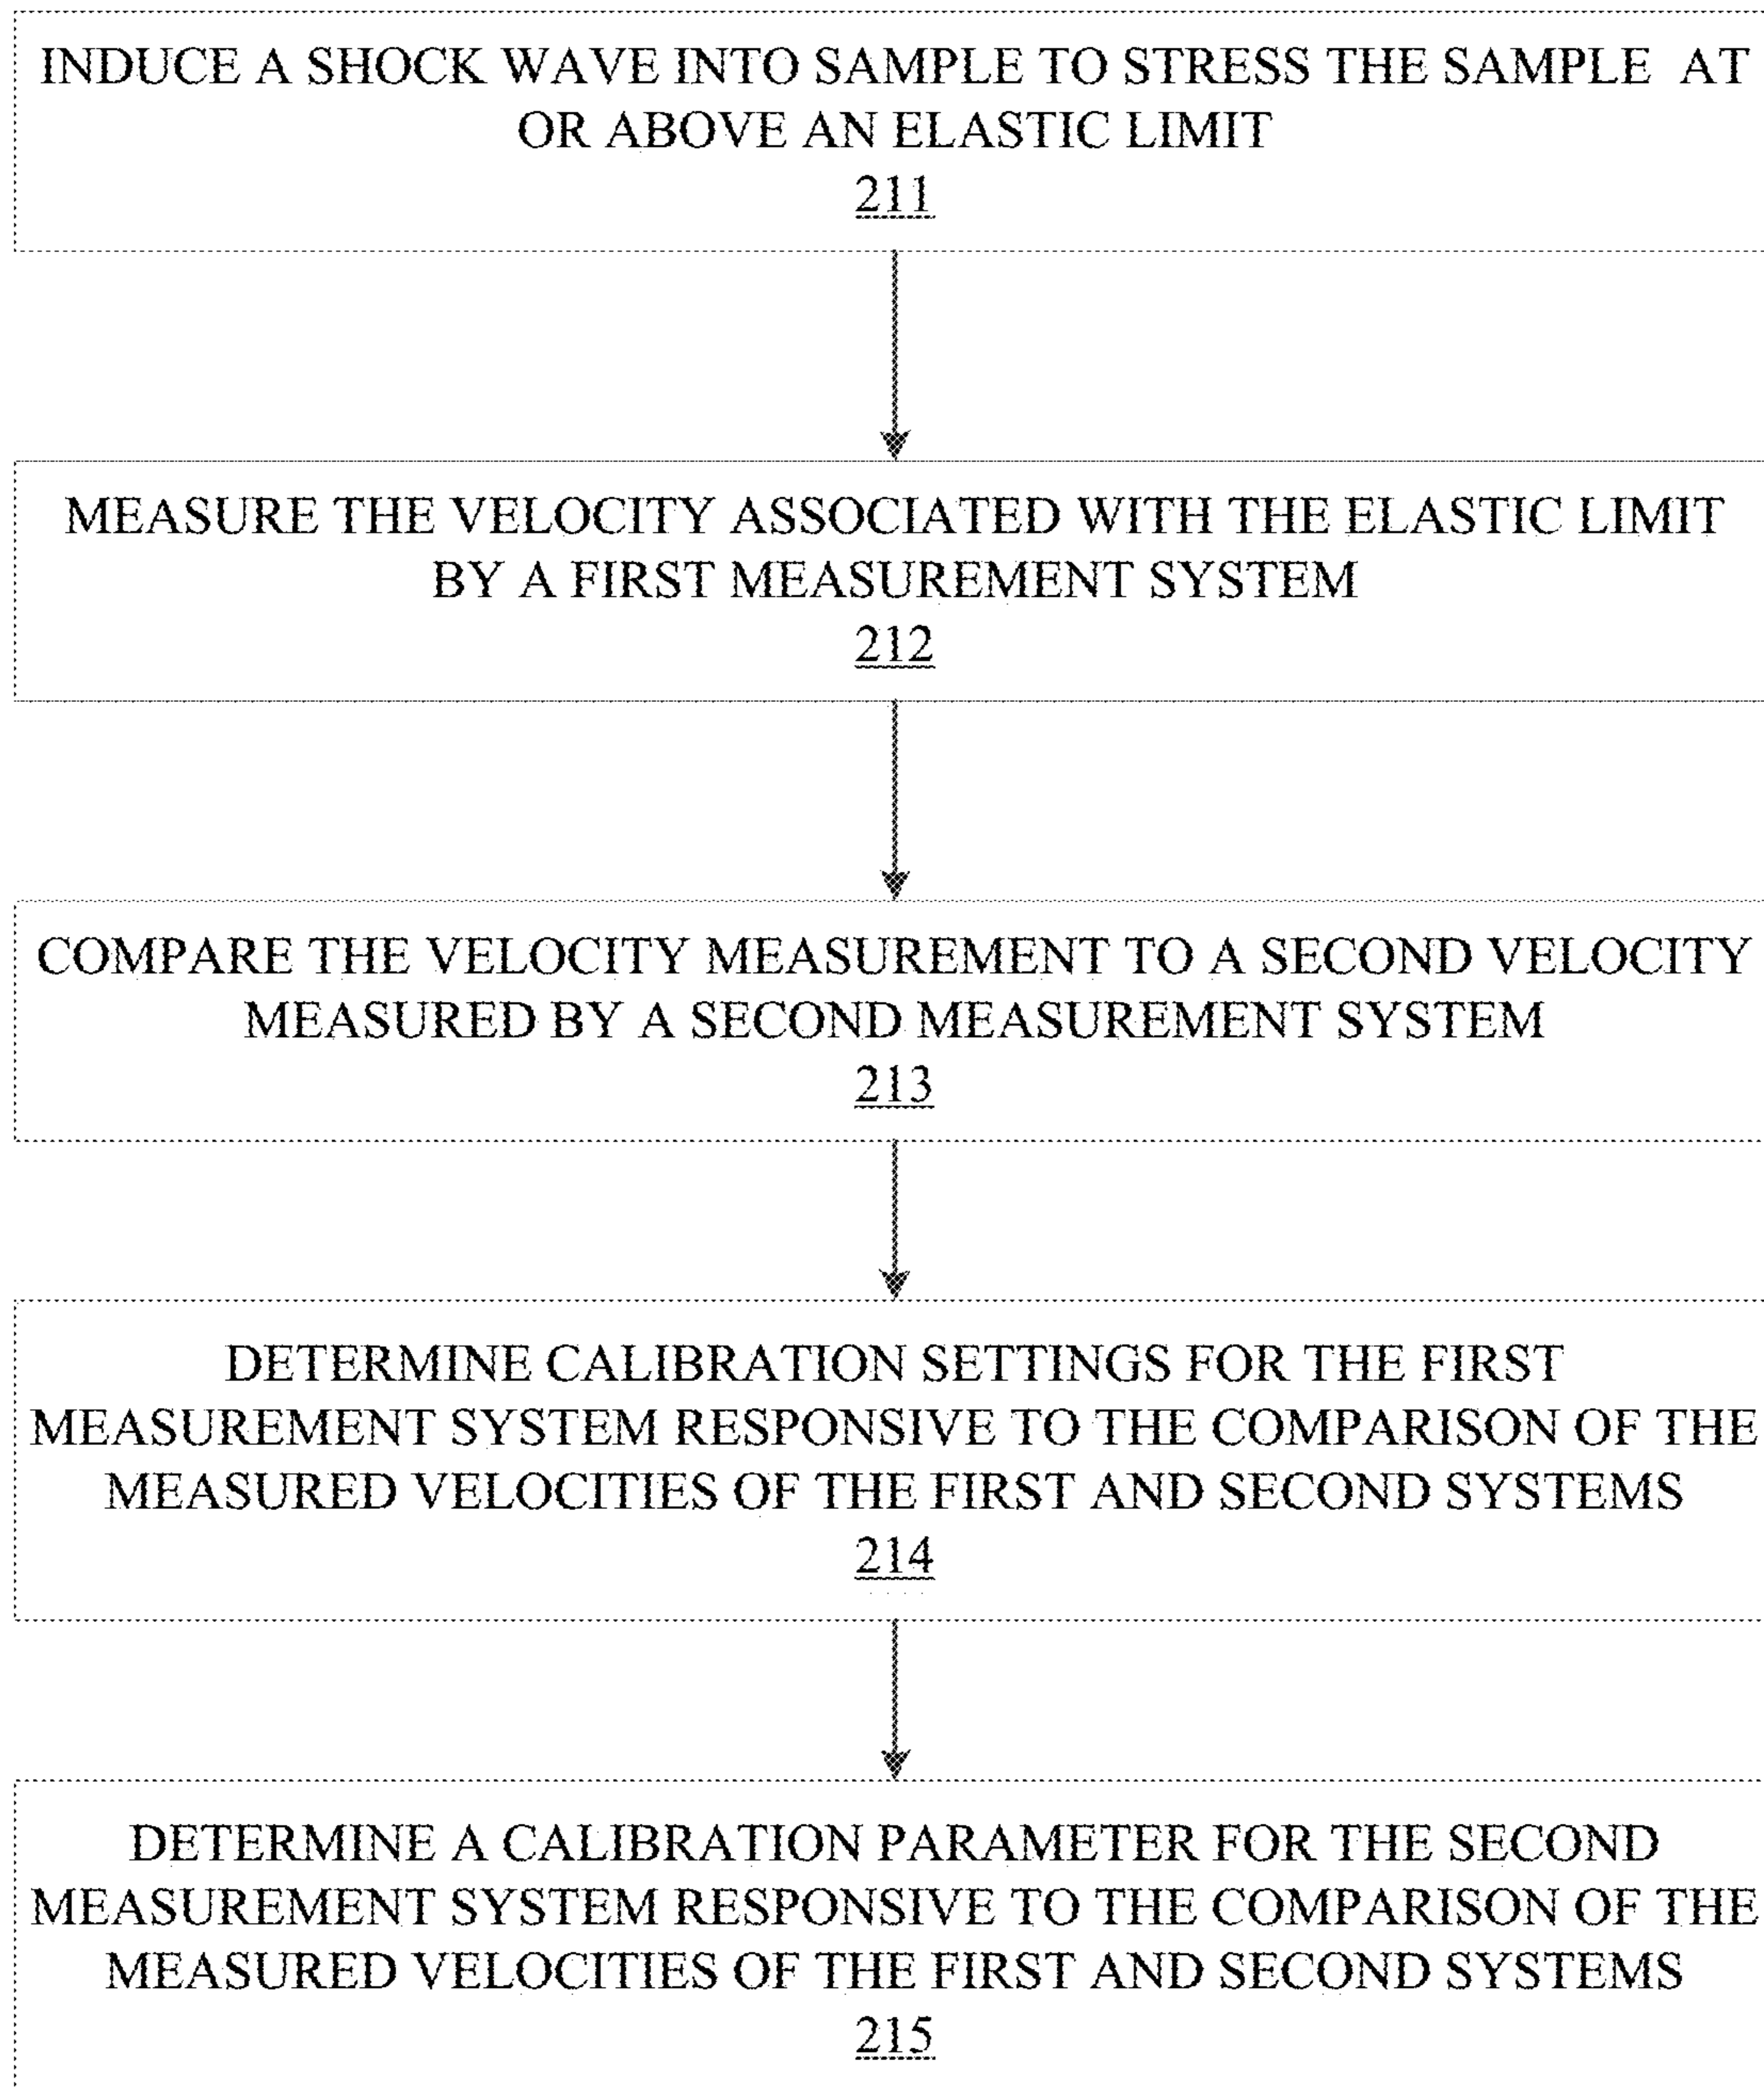 INDUCE A SHOCK WAVE INTO SAMPLE TO STRESS THE SAMPLE AT
OR ABOVE AN ELASTIC LIMIT
211
MEASURE THE VELOCITY ASSOCIATED WITH THE ELASTIC LIMIT
BY A FIRST MEASUREMENT SYSTEM
212
COMPARE THE VELOCITY MEASUREMENT TO A SECOND VELOCITY
MEASURED BY A SECOND MEASUREMENT SYSTEM
213
DETERMINE CALIBRATION SETTINGS FOR THE FIRST
MEASUREMENT SYSTEM RESPONSIVE TO THE COMPARISON OF THE
MEASURED VELOCITIES OF THE FIRST AND SECOND SYSTEMS
214
DETERMINE A CALIBRATION PARAMETER FOR THE SECOND
MEASUREMENT SYSTEM RESPONSIVE TO THE COMPARISON OF THE
MEASURED VELOCITIES OF THE FIRST AND SECOND SYSTEMS
215